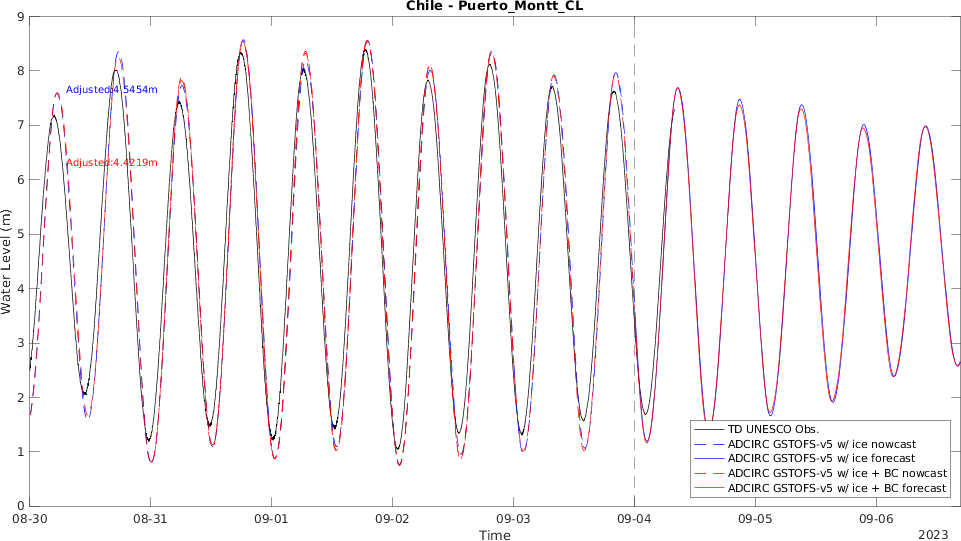 Chile - Puerto_Montt_CL
9
8
7
6
5
4
3
2
1
0
Water Level (m)
Adjusted:4.5454m
Adjusted:4.4219m
TD UNESCO Obs.
ADCIRC GSTOFS-v5 w/ ice nowcast
ADCIRC GSTOFS-v5 w/ ice forecast
ADCIRC GSTOFS-v5 w/ ice + BC nowcast
ADCIRC GSTOFS-v5 w/ ice + BC forecast
08-30 08-31 09-01 09-02 09-03 09-04 09-05 09-06
Time
2023